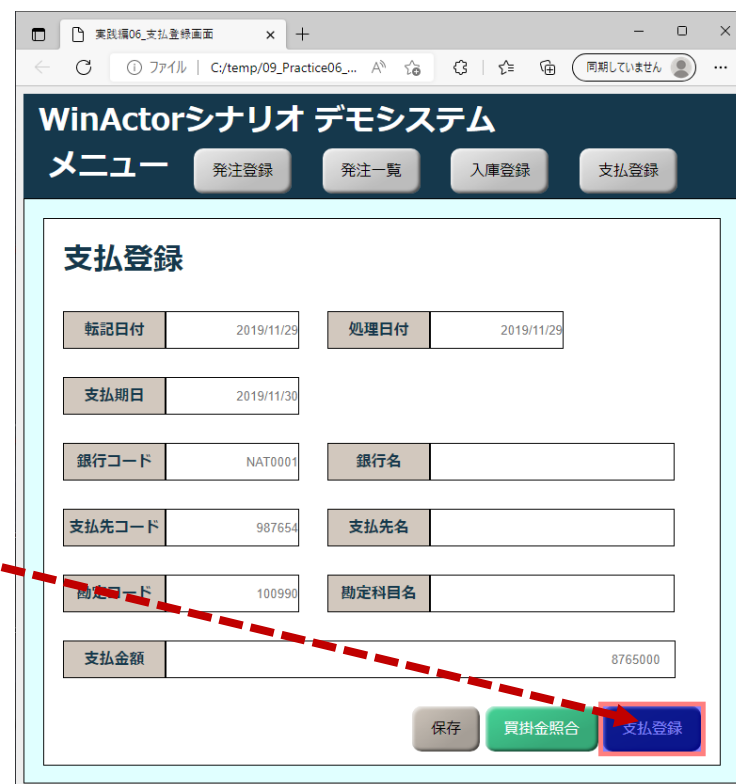 実践編06_支払登録画面
ファイル C:/temp/09_Practice06_... 同期していません
WinActorシナリオ デモシステム
メニュー 発注登録 発注一覧 入庫登録 支払登録
支払登録
転記日付 2019/11/29 処理日付 2019/11/29
支払期日 2019/11/30
銀行コード NAT0001 銀行名
支払先コード 987654 支払先名
勘定コード 100990 勘定科目名
支払金額 8765000
保存 買掛金照合 支払登録